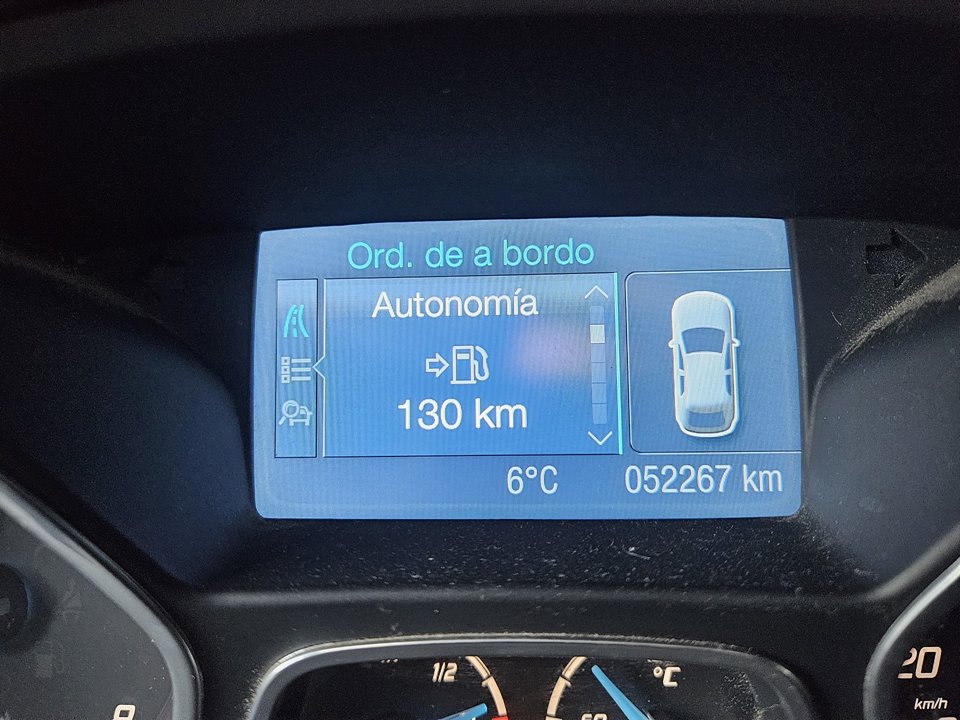 Ord. de a bordo
Autonomía
130 km
6°C
052267 km
1/2
°C
20
km/h